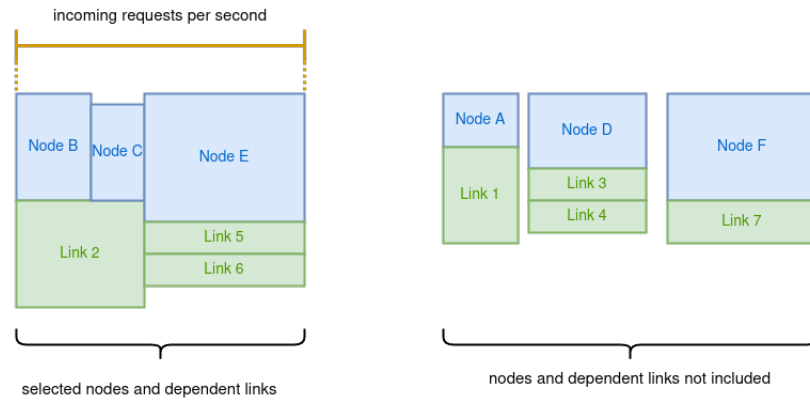 incoming requests per second
Node B
Node C
Node E
Link 2
Link 5
Link 6
selected nodes and dependent links
Node A
Node D
Node F
Link 1
Link 3
Link 4
Link 7
nodes and dependent links not included